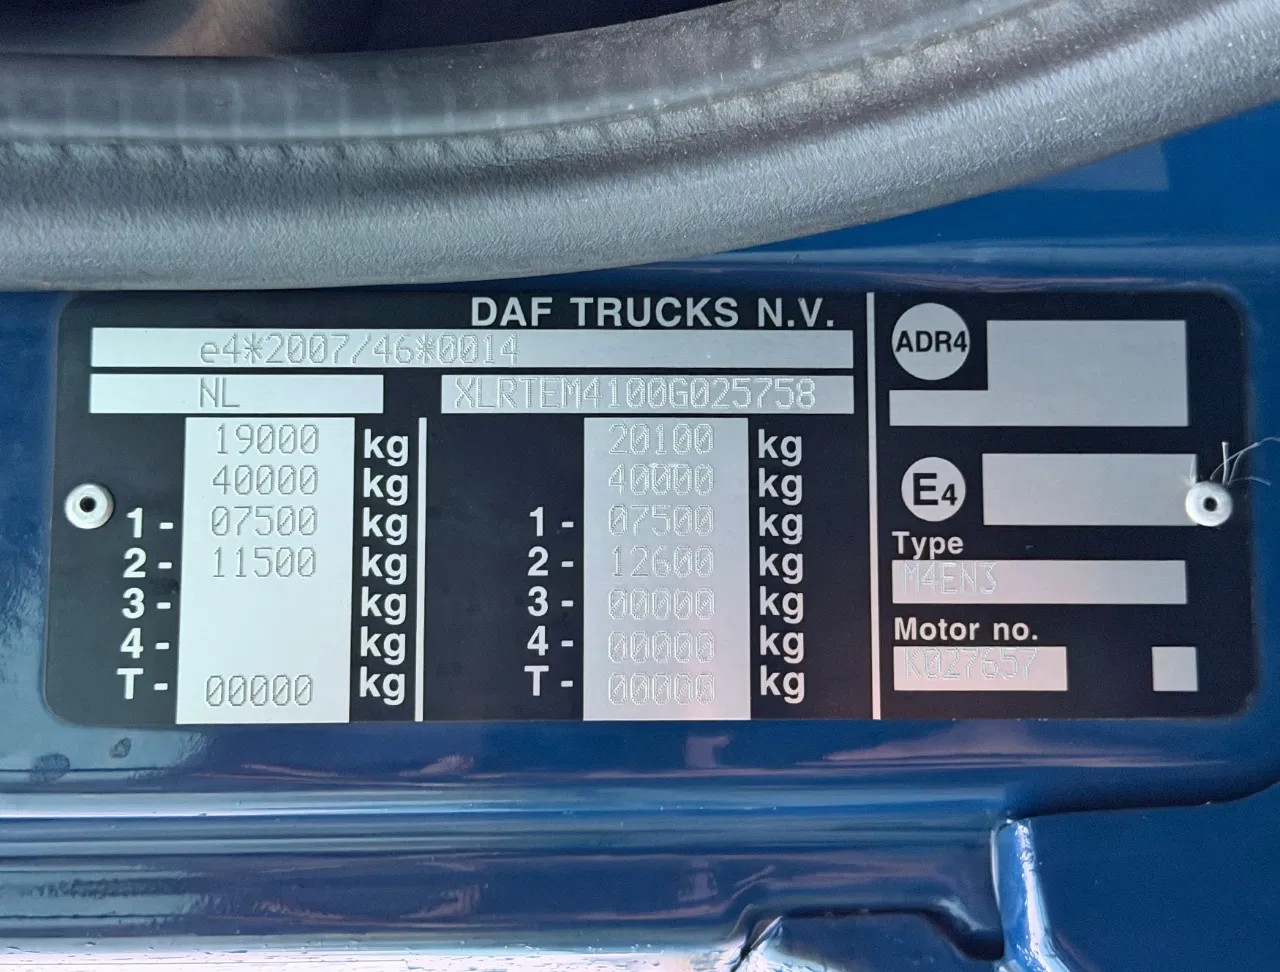 DAF TRUCKS N.V.
e4*2007/46*0014
NL XLRTEM4100G025758
19000 kg 20100 kg
40000 kg 40000 kg
1 - 07500 kg 1 - 07500 kg
2 - 11500 kg 2 - 12600 kg
3 - kg 3 - 00000 kg
4 - kg 4 - 00000 kg
T - 00000 kg T - 00000 kg
ADR4
E4
Type
M4EN3
Motor no.
K027657